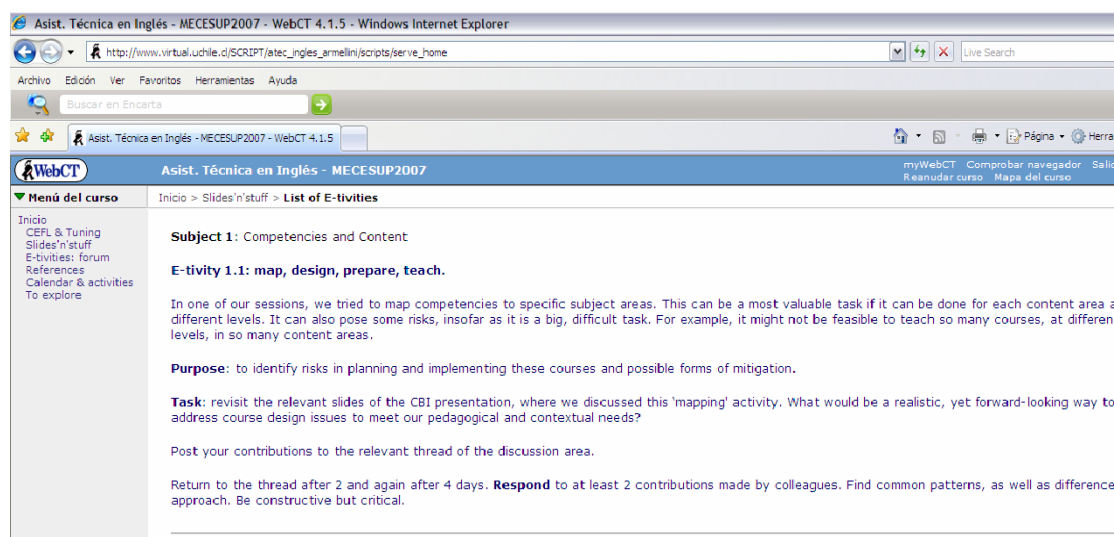 Asist. Técnica en Inglés - MECESUP2007 - WebCT 4.1.5 - Windows Internet Explorer
http://www.virtual.uchile.cl/SCRIPT/atec_ingles_armellini/scripts/serve_home
Live Search
Archivo Edición Ver Favoritos Herramientas Ayuda
Buscar en Encarta
Asist. Técnica en Inglés - MECESUP2007 - WebCT 4.1.5
Página Herra
WebCT
Asist. Técnica en Inglés - MECESUP2007
myWebCT Comprobar navegador Salid
Reanudar curso Mapa del curso
Menú del curso
Inicio > Slides'n'stuff > List of E-tivities
Inicio
CEFL & Tuning
Slides'n'stuff
E-tivities: forum
References
Calendar & activities
To explore
Subject 1: Competencies and Content
E-tivity 1.1: map, design, prepare, teach.
In one of our sessions, we tried to map competencies to specific subject areas. This can be a most valuable task if it can be done for each content area a
different levels. It can also pose some risks, insofar as it is a big, difficult task. For example, it might not be feasible to teach so many courses, at differen
levels, in so many content areas.
Purpose: to identify risks in planning and implementing these courses and possible forms of mitigation.
Task: revisit the relevant slides of the CBI presentation, where we discussed this 'mapping' activity. What would be a realistic, yet forward-looking way to
address course design issues to meet our pedagogical and contextual needs?
Post your contributions to the relevant thread of the discussion area.
Return to the thread after 2 and again after 4 days. Respond to at least 2 contributions made by colleagues. Find common patterns, as well as difference
approach. Be constructive but critical.